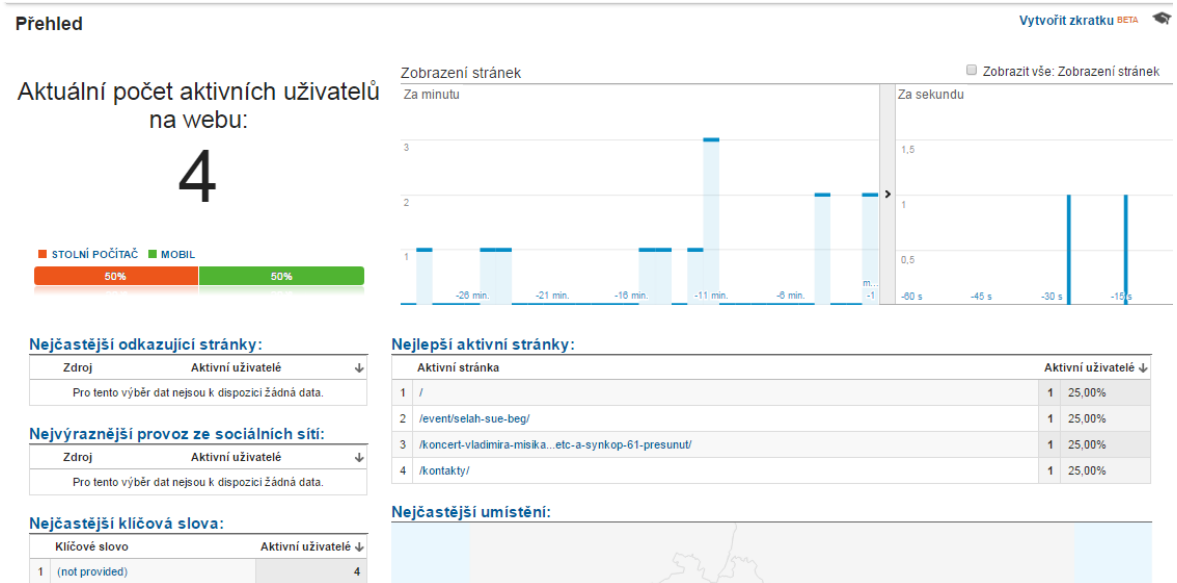 Přehled
Vytvořit zkratku BETA
Aktuální počet aktivních uživatelů
na webu:
4
STOLNÍ POČÍTAČ MOBIL
50% 50%
Zobrazení stránek
Zobrazit vše: Zobrazení stránek
Za minutu
3
2
1
-26 min. -21 min. -16 min. -11 min. -6 min. m... -1
Za sekundu
1,5
1
0,5
-60 s -45 s -30 s -15 s
Nejčastější odkazující stránky:
Zdroj Aktivní uživatelé
Pro tento výběr dat nejsou k dispozici žádná data.
Nejvýraznější provoz ze sociálních sítí:
Zdroj Aktivní uživatelé
Pro tento výběr dat nejsou k dispozici žádná data.
Nejčastější klíčová slova:
Klíčové slovo Aktivní uživatelé
1 (not provided) 4
Nejlepší aktivní stránky:
Aktivní stránka Aktivní uživatelé
1 / 1 25,00%
2 /event/selah-sue-beg/ 1 25,00%
3 /koncert-vladimira-misika...etc-a-synkop-61-presunut/ 1 25,00%
4 /kontakty/ 1 25,00%
Nejčastější umístění: